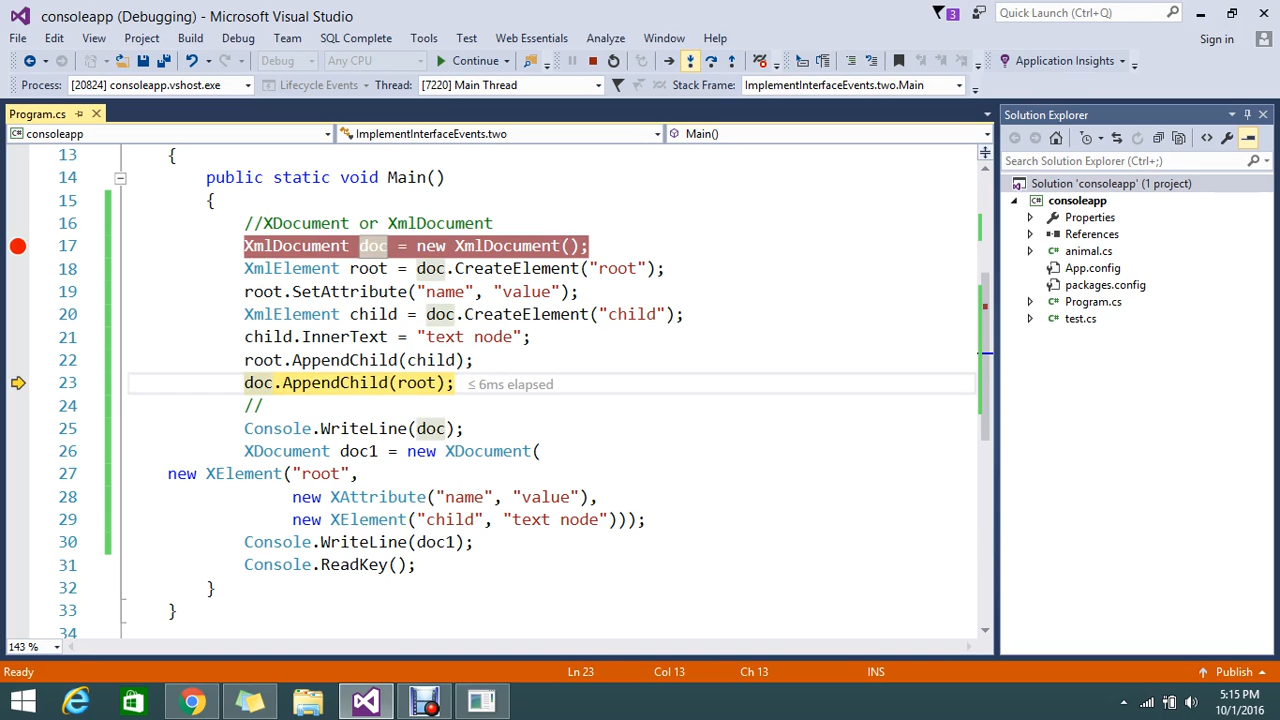 consoleapp (Debugging) - Microsoft Visual Studio
3
Quick Launch (Ctrl+Q)
File Edit View Project Build Debug Team SQL Complete Tools Test Web Essentials Analyze Window Help
Sign in
Debug Any CPU Continue Application Insights
Process: [20824] consoleapp.vshost.exe Lifecycle Events Thread: [7220] Main Thread Stack Frame: ImplementInterfaceEvents.two.Main
Program.cs
consoleapp ImplementInterfaceEvents.two Main()
13 {
14 public static void Main()
15 {
16 //XDocument or XmlDocument
17 XmlDocument doc = new XmlDocument();
18 XmlElement root = doc.CreateElement("root");
19 root.SetAttribute("name", "value");
20 XmlElement child = doc.CreateElement("child");
21 child.InnerText = "text node";
22 root.AppendChild(child);
23 doc.AppendChild(root); ≤ 6ms elapsed
24 //
25 Console.WriteLine(doc);
26 XDocument doc1 = new XDocument(
27 new XElement("root",
28 new XAttribute("name", "value"),
29 new XElement("child", "text node")));
30 Console.WriteLine(doc1);
31 Console.ReadKey();
32 }
33 }
34
143 %
Solution Explorer
Search Solution Explorer (Ctrl+;)
Solution 'consoleapp' (1 project)
consoleapp
Properties
References
animal.cs
App.config
packages.config
Program.cs
test.cs
Ready Ln 23 Col 13 Ch 13 INS Publish
5:15 PM
10/1/2016